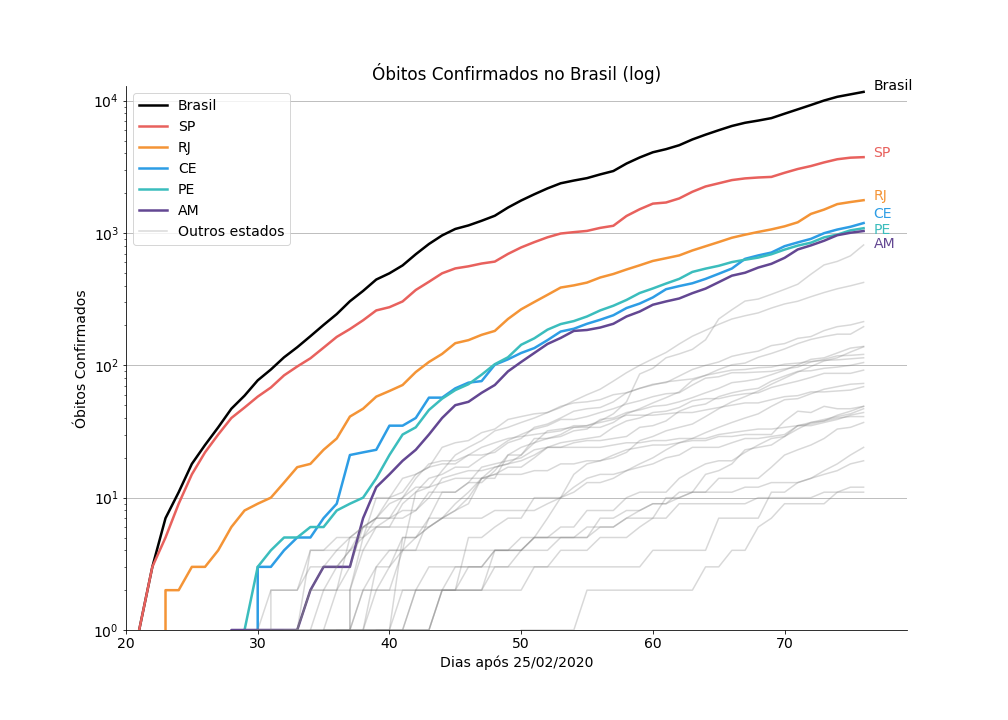 Óbitos Confirmados no Brasil (log)
Óbitos Confirmados
10⁴
10³
10²
10¹
10⁰
Brasil
SP
RJ
CE
PE
AM
Outros estados
Brasil
SP
RJ
CE
PE
AM
20 30 40 50 60 70
Dias após 25/02/2020